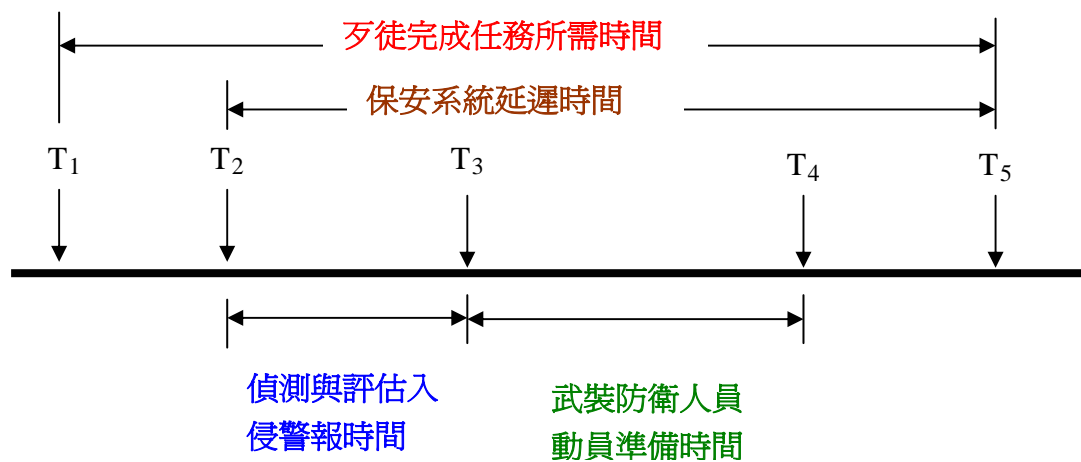 歹徒完成任務所需時間
保安系統延遲時間
T₁ T₂ T₃ T₄ T₅
偵測與評估入
侵警報時間
武裝防衛人員
動員準備時間